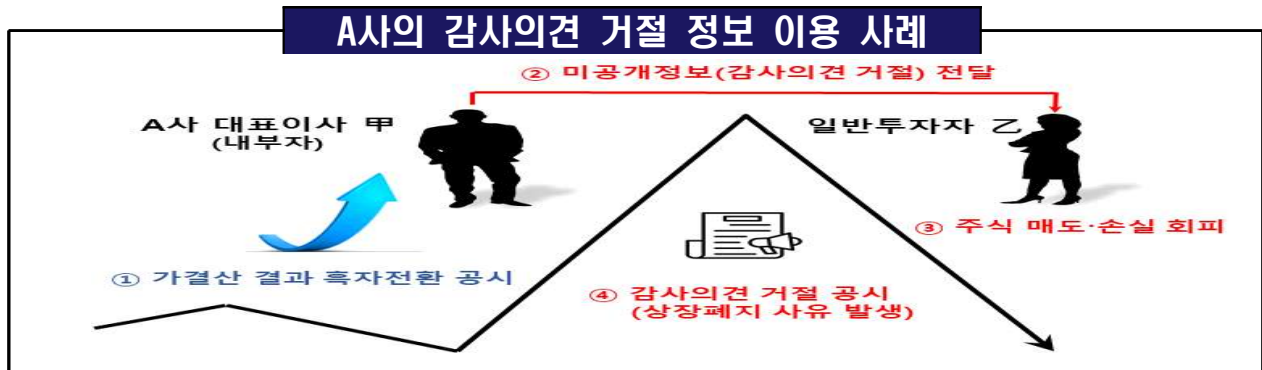 A사의 감사의견 거절 정보 이용 사례
② 미공개정보(감사의견 거절) 전달
A사 대표이사 甲
(내부자)
일반투자자 乙
③ 주식 매도·손실 회피
① 가결산 결과 흑자전환 공시
④ 감사의견 거절 공시
(상장폐지 사유 발생)